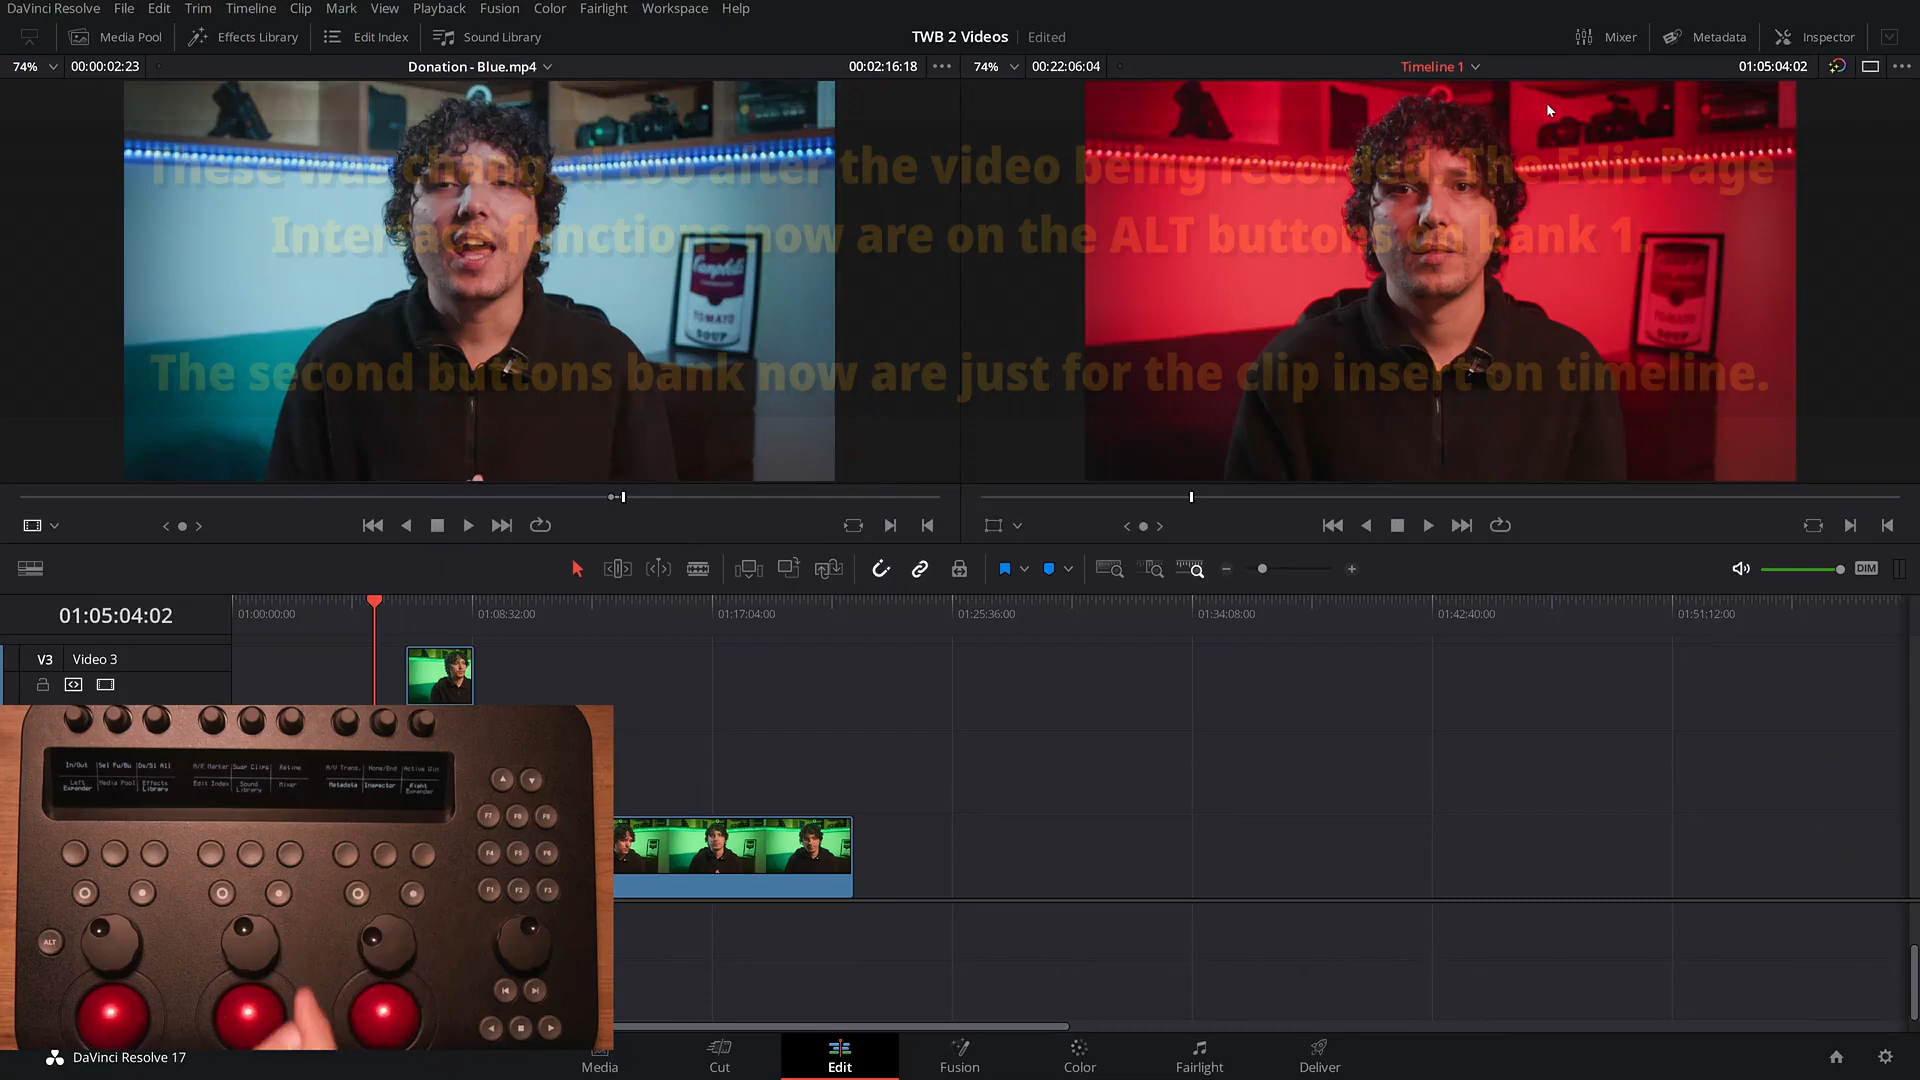 DaVinci Resolve File Edit Trim Timeline Clip Mark View Playback Fusion Color Fairlight Workspace Help
Media Pool Effects Library Edit Index Sound Library TWB 2 Videos Edited Mixer Metadata Inspector
74% 00:00:02:23 Donation - Blue.mp4 00:02:16:18 74% 00:22:06:04 Timeline 1 01:05:04:02
These was changed too after the video being recorded. The Edit Page
Interface functions now are on the ALT buttons on bank 1.
The second buttons bank now are just for the clip insert on timeline.
Campbell's
TOMATO
SOUP
TOMATO
SOUP
DIM
01:05:04:02 01:00:00:00 01:08:32:00 01:17:04:00 01:25:36:00 01:34:08:00 01:42:40:00 01:51:12:00
V3 Video 3
In/Out Sel Fu/Bu Ds/Sl All A/R Marker Swap Clips Retime A/V Trans. Home/End Active Win
Left Expander Media Pool Effects Library Edit Index Sound Library Mixer Metadata Inspector Right Expander
F7 F8 F9
F4 F5 F6
F1 F2 F3
ALT
DaVinci Resolve 17
Media Cut Edit Fusion Color Fairlight Deliver